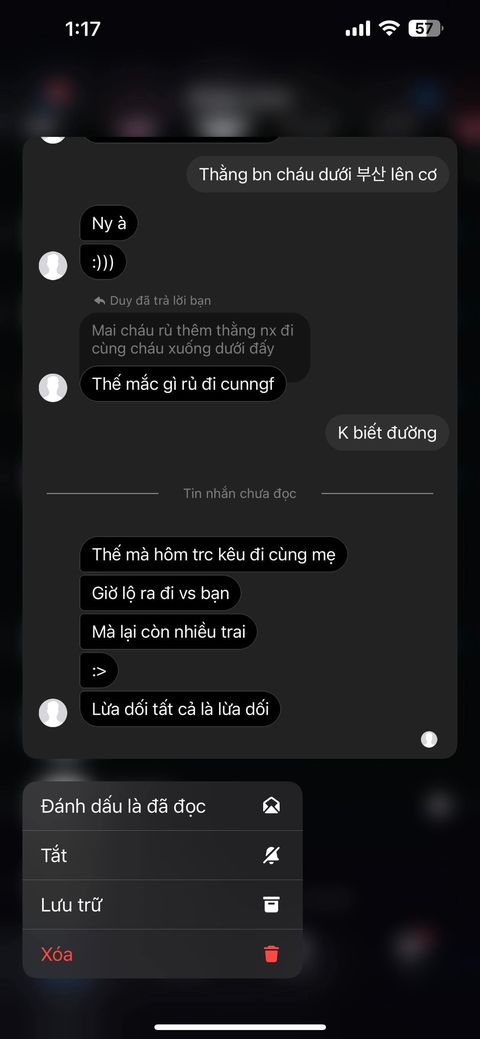 1:17
57
Thằng bn cháu dưới 부산 lên cơ
Ny à
:)))
Duy đã trả lời bạn
Mai cháu rủ thêm thằng nx đi
cùng cháu xuống dưới đấy
Thế mắc gì rủ đi cunngf
K biết đường
Tin nhắn chưa đọc
Thế mà hôm trc kêu đi cùng mẹ
Giờ lộ ra đi vs bạn
Mà lại còn nhiều trai
:>
Lừa dối tất cả là lừa dối
Đánh dấu là đã đọc
Tắt
Lưu trữ
Xóa